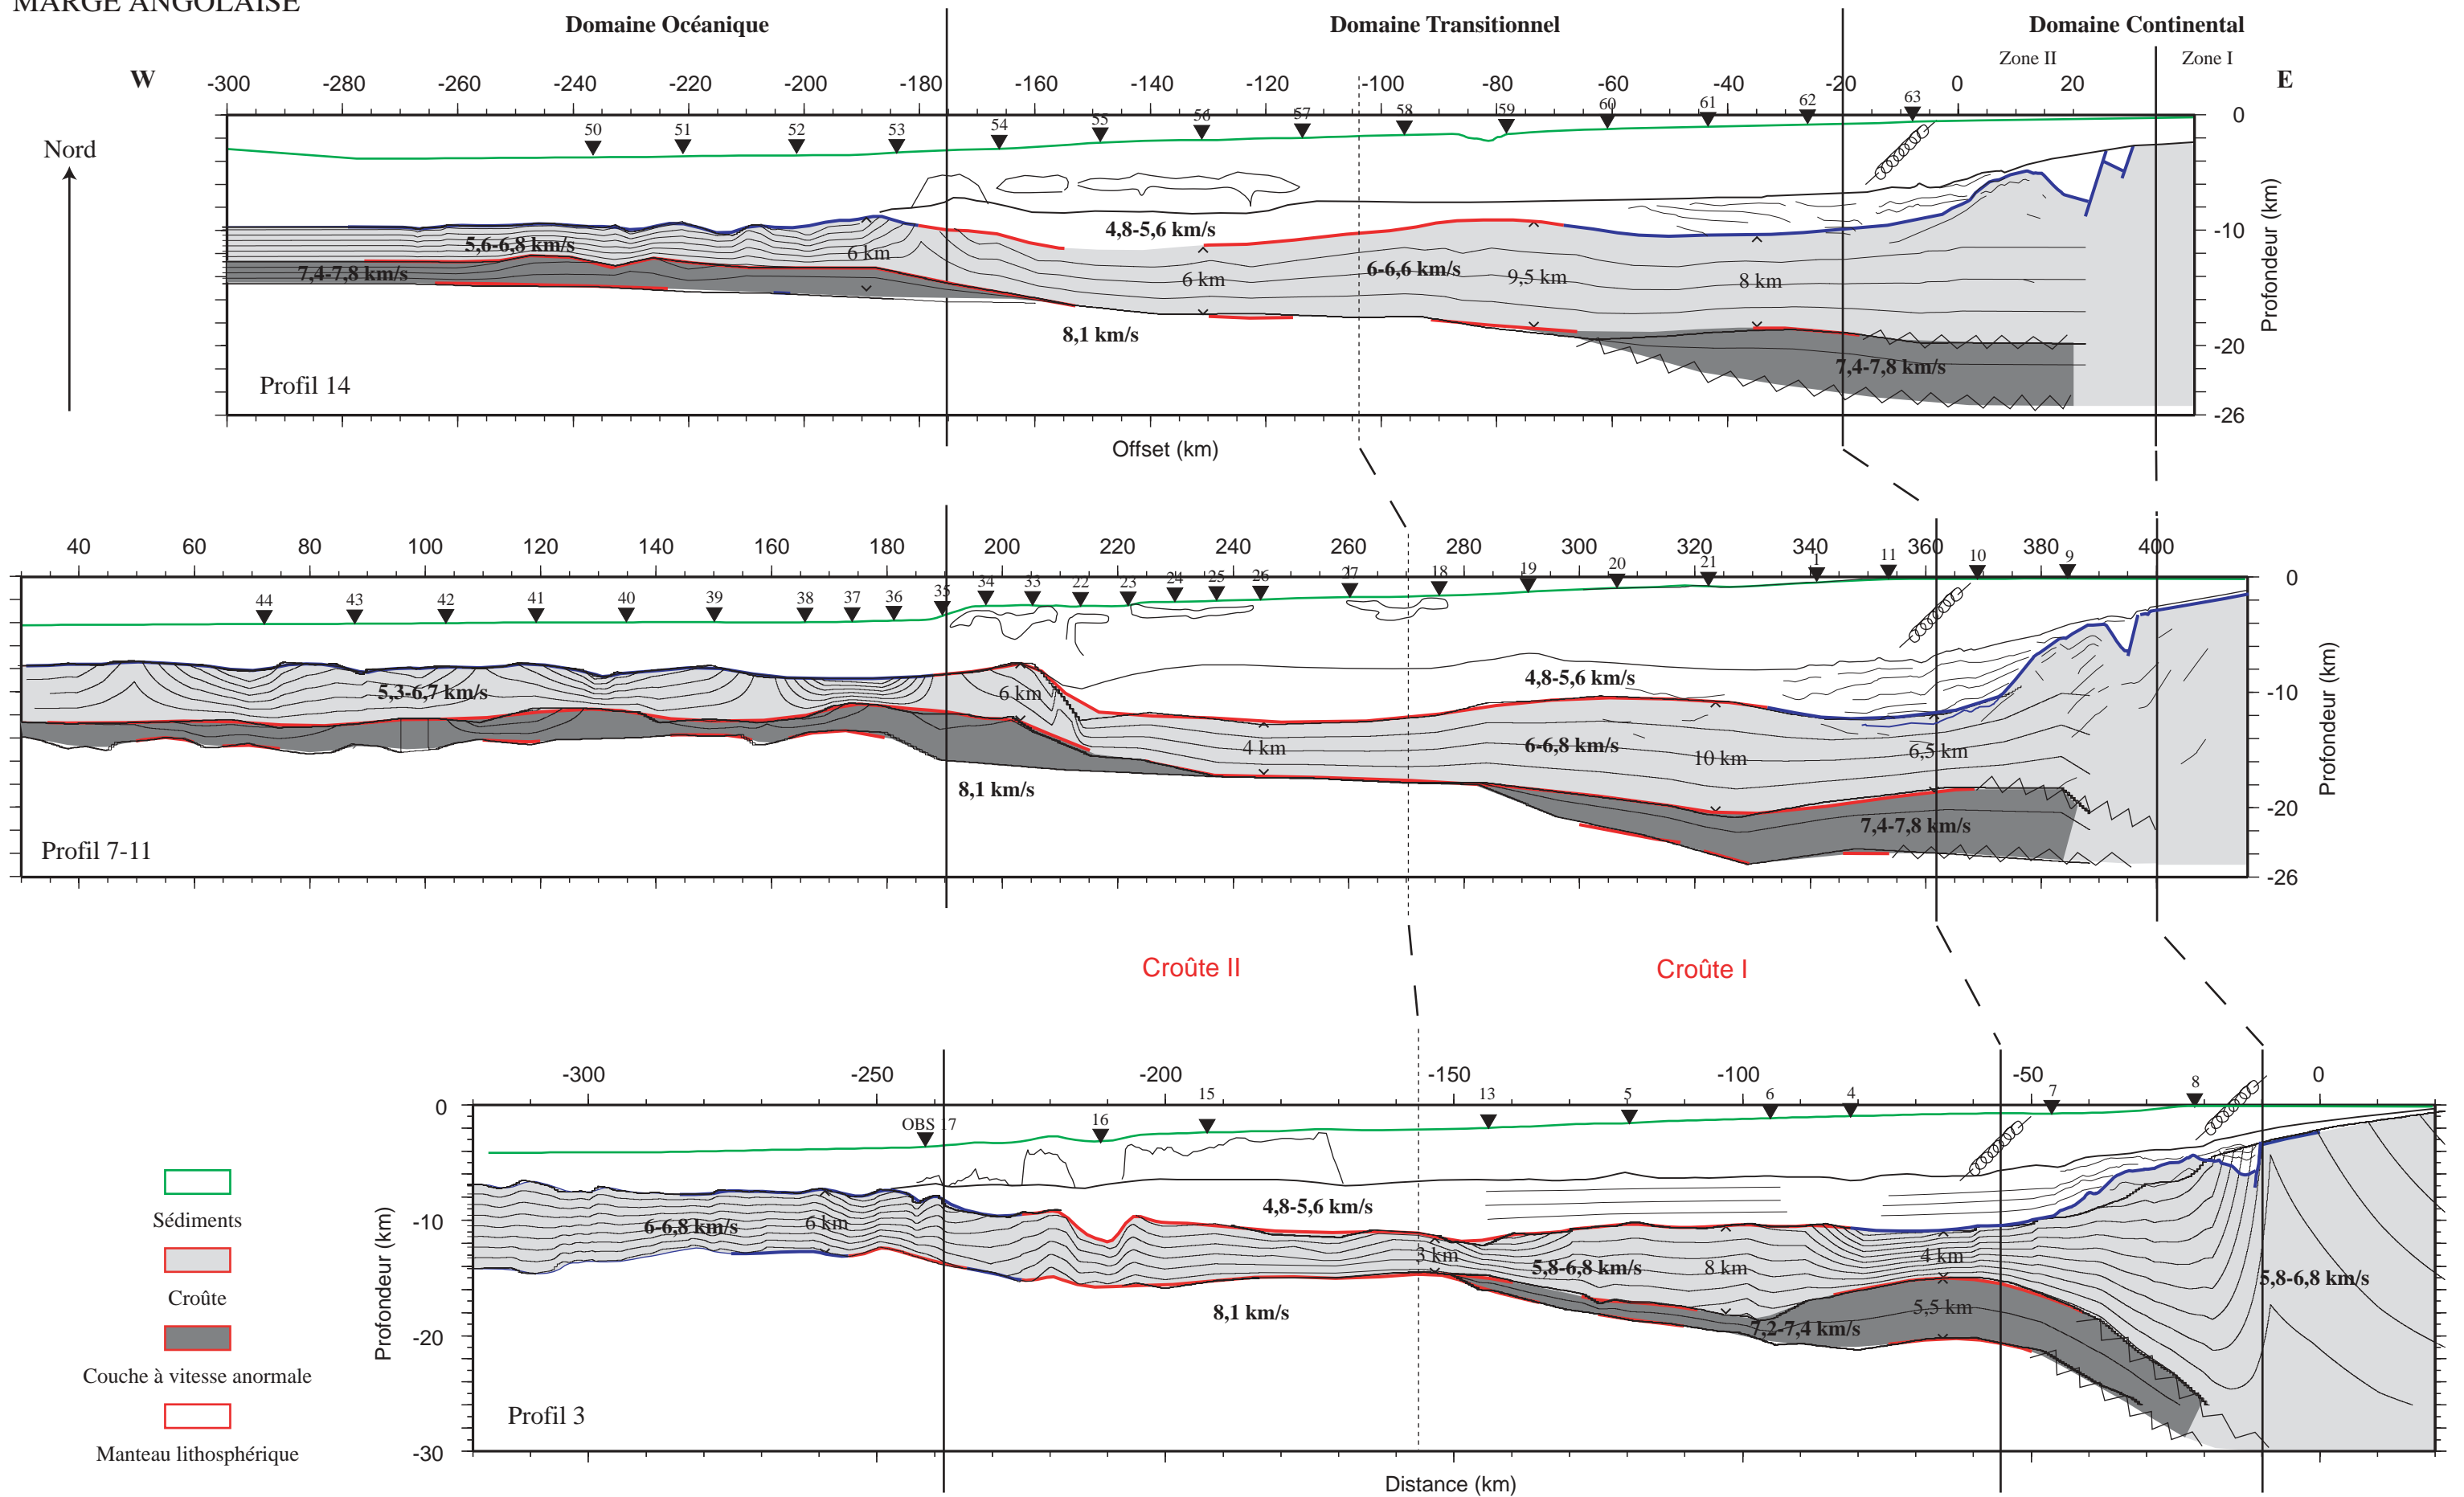 MARGE ANGOLAISE
Domaine Océanique Domaine Transitionnel Domaine Continental
Zone II Zone I
W -300 -280 -260 -240 -220 -200 -180 -160 -140 -120 -100 -80 -60 -40 -20 0 20 E
50 51 52 53 54 55 56 57 58 59 60 61 62 63
Nord
0
-10
-20
-26
Profondeur (km)
5,6-6,8 km/s
7,4-7,8 km/s
6 km
4,8-5,6 km/s
6 km
6-6,6 km/s
9,5 km
8 km
8,1 km/s
7,4-7,8 km/s
Profil 14
Offset (km)
40 60 80 100 120 140 160 180 200 220 240 260 280 300 320 340 360 380 400
44 43 42 41 40 39 38 37 36 35 34 33 22 23 24 25 26 27 18 19 20 21 1 11 10 9
0
-10
-20
-26
Profondeur (km)
5,3-6,7 km/s
6 km
4,8-5,6 km/s
4 km
6-6,8 km/s
10 km
6,5 km
8,1 km/s
7,4-7,8 km/s
Profil 7-11
Croûte II Croûte I
-300 -250 -200 -150 -100 -50 0
OBS 17 16 15 13 5 6 4 7 8
0
-10
-20
-30
Profondeur (km)
6-6,8 km/s
6 km
4,8-5,6 km/s
3 km
5,8-6,8 km/s
8 km
4 km
5,8-6,8 km/s
8,1 km/s
7,2-7,4 km/s
5,5 km
Profil 3
Distance (km)
Sédiments
Croûte
Couche à vitesse anormale
Manteau lithosphérique